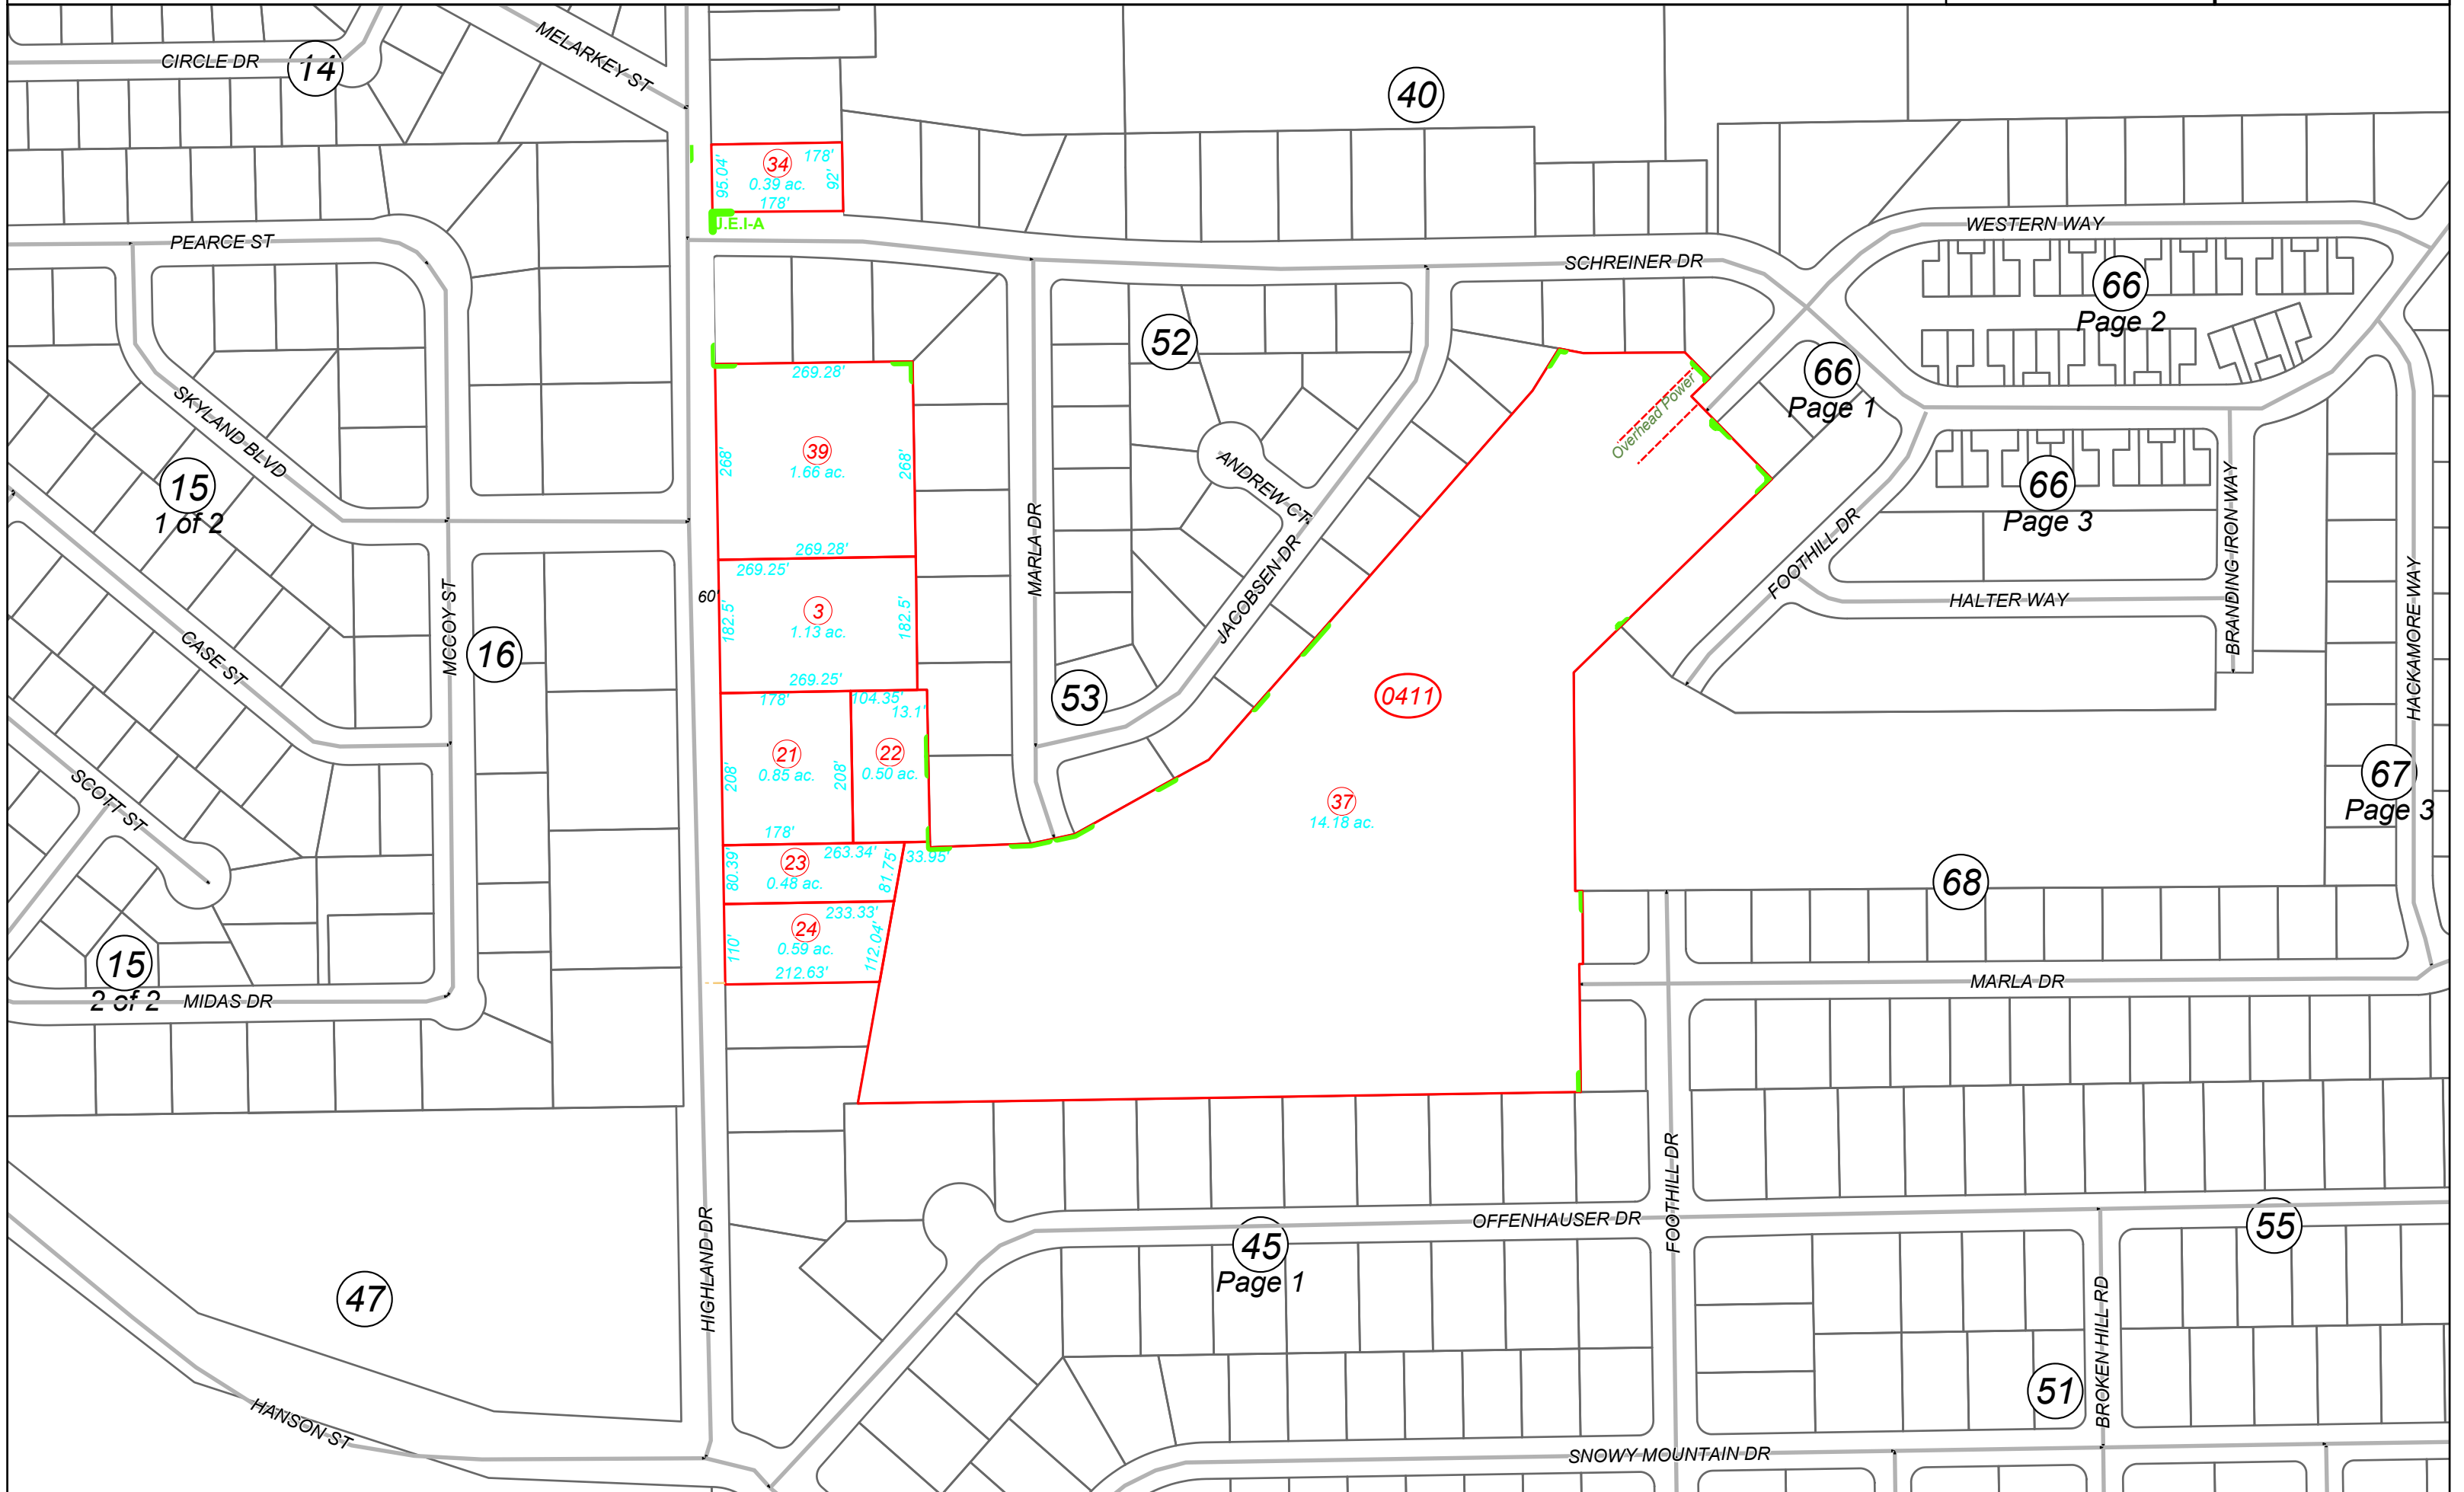 CIRCLE DR
14
MELARKEY ST
40
34
178'
95.04'
92'
0.39 ac.
178'
J.E.I-A
PEARCE ST
WESTERN WAY
SCHREINER DR
66
Page 2
52
269.28'
66
Page 1
Overhead Power
SKYLAND BLVD
39
1.66 ac.
268'
268'
ANDREW CT
15
1 of 2
66
Page 3
BRANDING IRON WAY
269.28'
269.25'
MARLA DR
JACOBSEN DR
FOOTHILL DR
60'
182.5'
3
1.13 ac.
182.5'
HALTER WAY
MCCOY ST
16
CASE ST
HACKAMORE WAY
269.25'
178'
104.35'
13.1'
53
0411
21
0.85 ac.
208'
208'
22
0.50 ac.
SCOTT ST
37
14.18 ac.
67
Page 3
178'
263.34'
33.95'
80.39'
23
0.48 ac.
81.75'
68
233.33'
24
0.59 ac.
110'
112.04'
212.63'
15
2 of 2
MIDAS DR
MARLA DR
FOOTHILL DR
OFFENHAUSER DR
45
Page 1
55
HIGHLAND DR
47
BROKEN HILL RD
51
HANSON ST
SNOWY MOUNTAIN DR